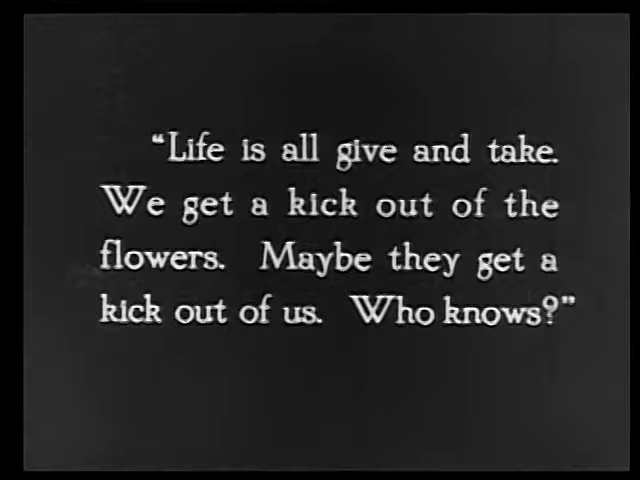 “Life is all give and take.
We get a kick out of the
flowers. Maybe they get a
kick out of us. Who knows?”